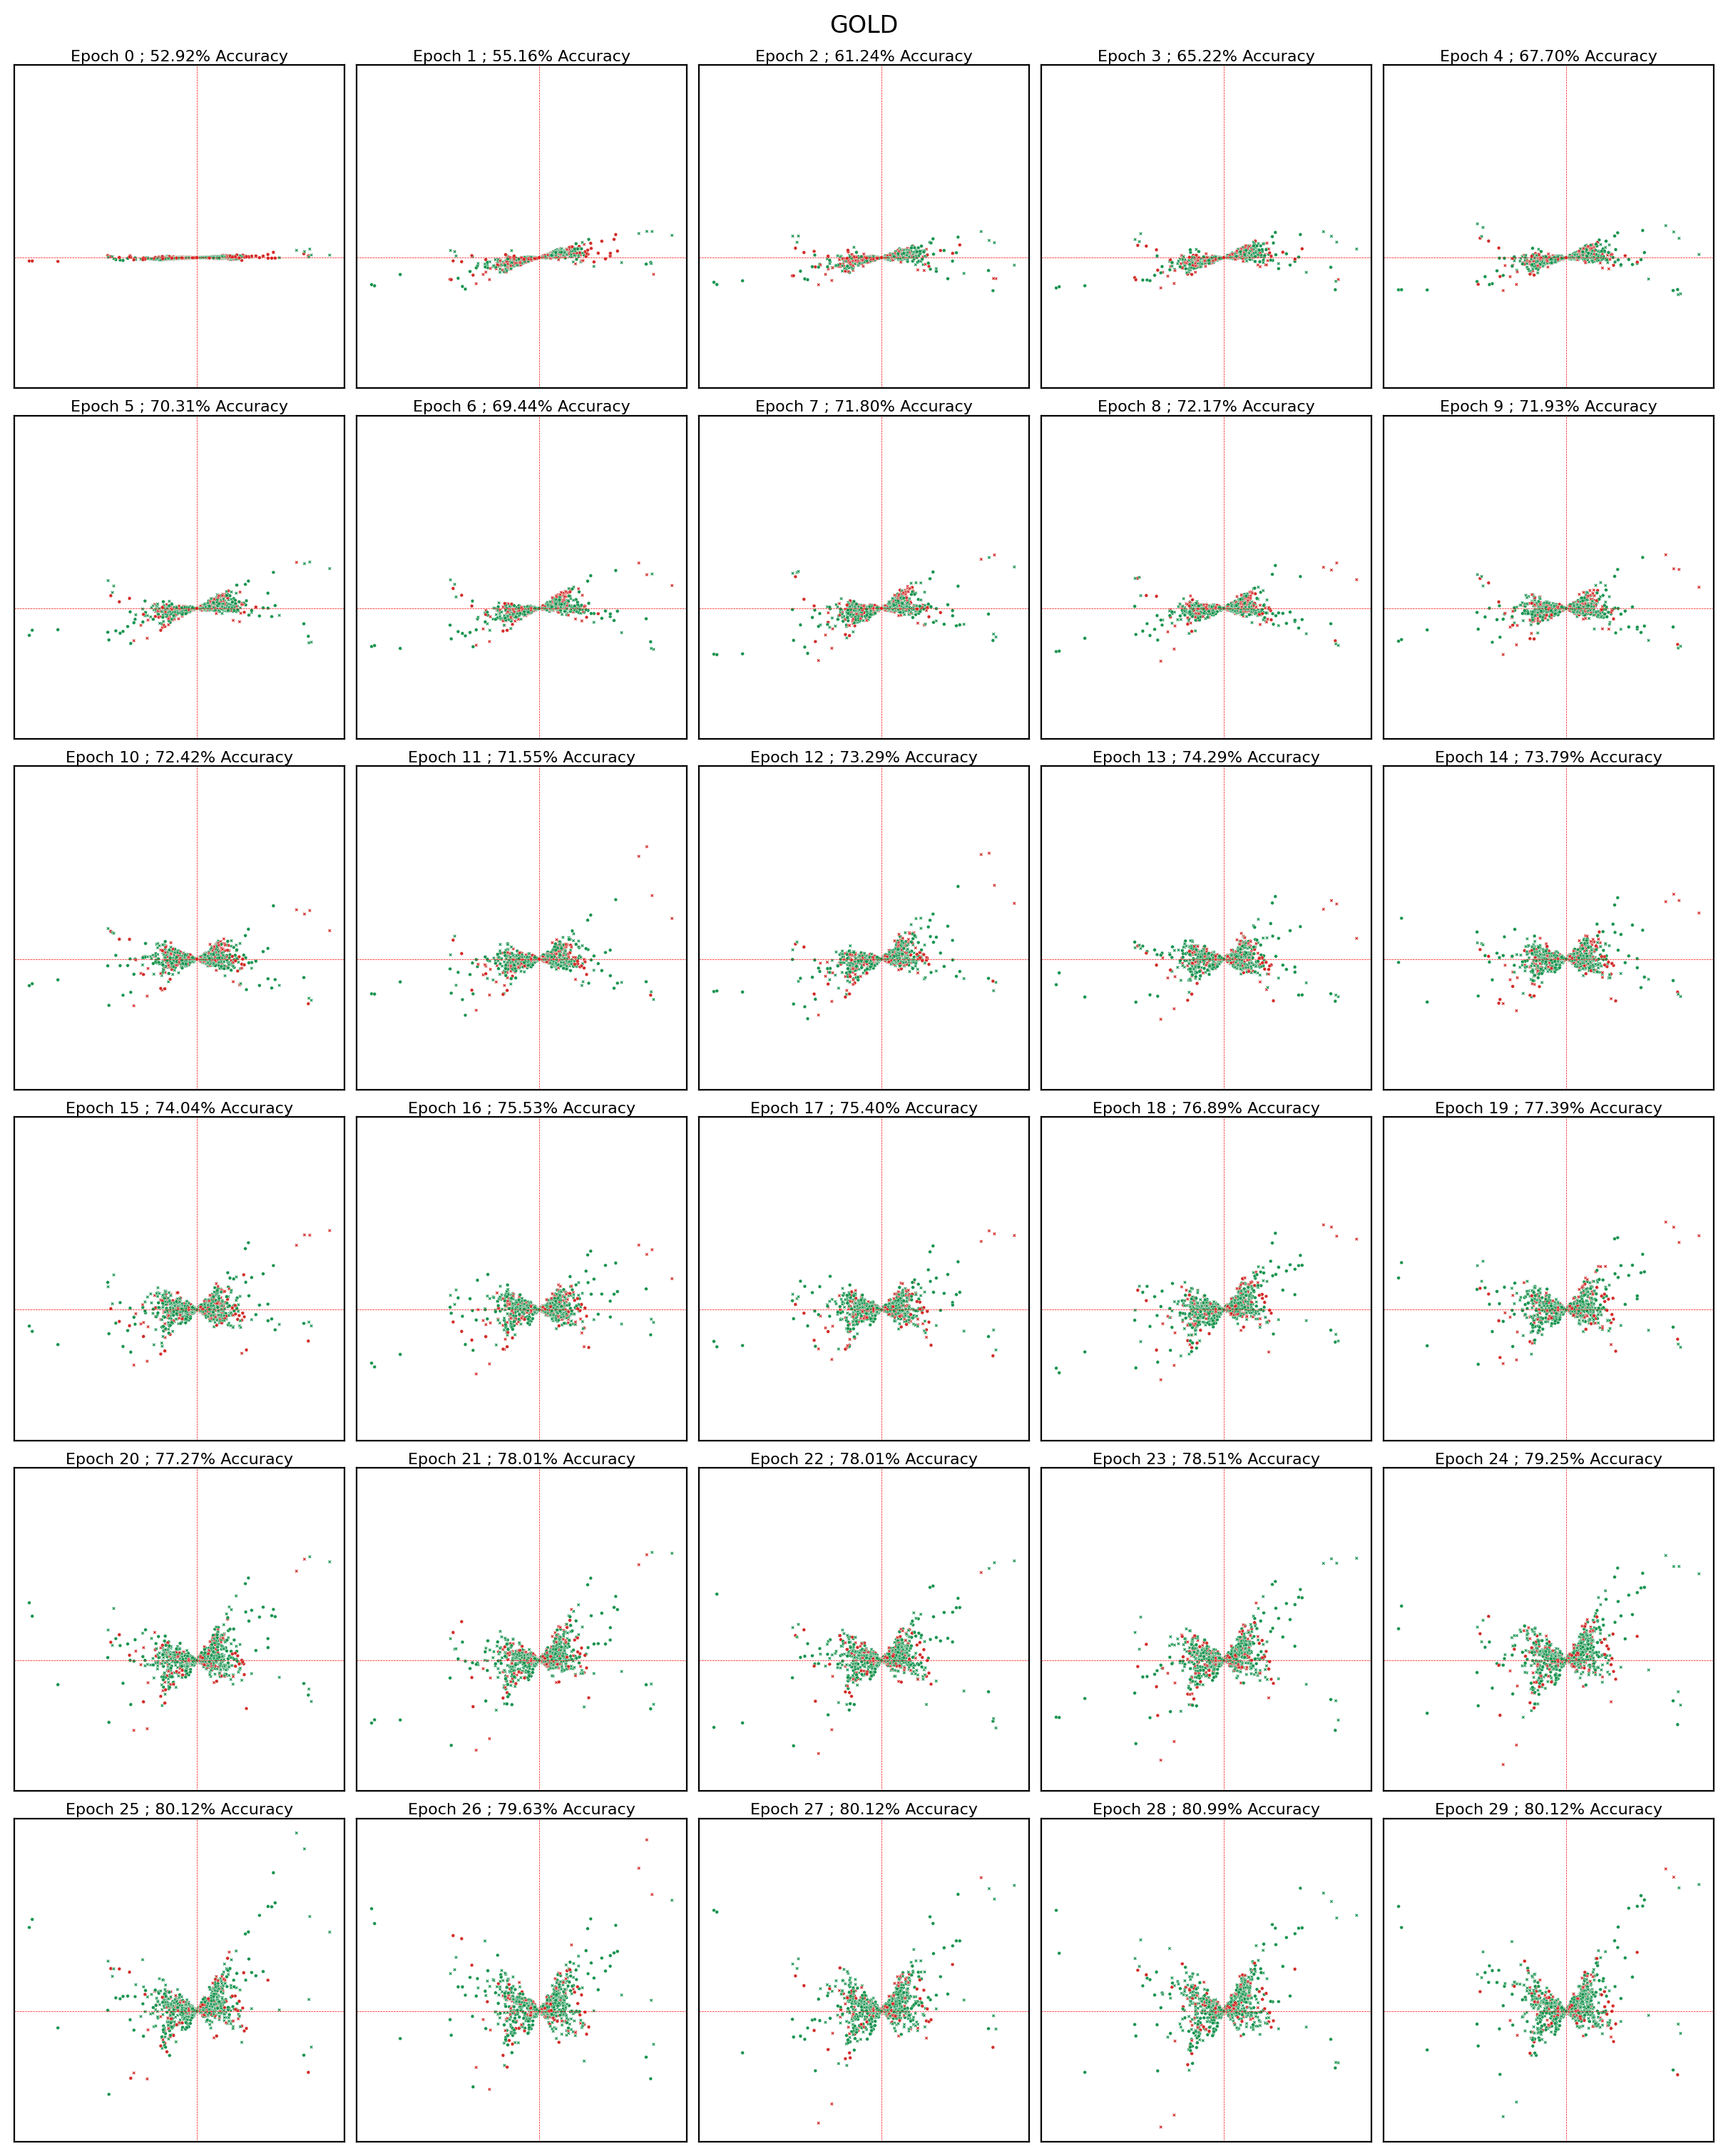 GOLD
Epoch 0 ; 52.92% Accuracy
Epoch 1 ; 55.16% Accuracy
Epoch 2 ; 61.24% Accuracy
Epoch 3 ; 65.22% Accuracy
Epoch 4 ; 67.70% Accuracy
Epoch 5 ; 70.31% Accuracy
Epoch 6 ; 69.44% Accuracy
Epoch 7 ; 71.80% Accuracy
Epoch 8 ; 72.17% Accuracy
Epoch 9 ; 71.93% Accuracy
Epoch 10 ; 72.42% Accuracy
Epoch 11 ; 71.55% Accuracy
Epoch 12 ; 73.29% Accuracy
Epoch 13 ; 74.29% Accuracy
Epoch 14 ; 73.79% Accuracy
Epoch 15 ; 74.04% Accuracy
Epoch 16 ; 75.53% Accuracy
Epoch 17 ; 75.40% Accuracy
Epoch 18 ; 76.89% Accuracy
Epoch 19 ; 77.39% Accuracy
Epoch 20 ; 77.27% Accuracy
Epoch 21 ; 78.01% Accuracy
Epoch 22 ; 78.01% Accuracy
Epoch 23 ; 78.51% Accuracy
Epoch 24 ; 79.25% Accuracy
Epoch 25 ; 80.12% Accuracy
Epoch 26 ; 79.63% Accuracy
Epoch 27 ; 80.12% Accuracy
Epoch 28 ; 80.99% Accuracy
Epoch 29 ; 80.12% Accuracy